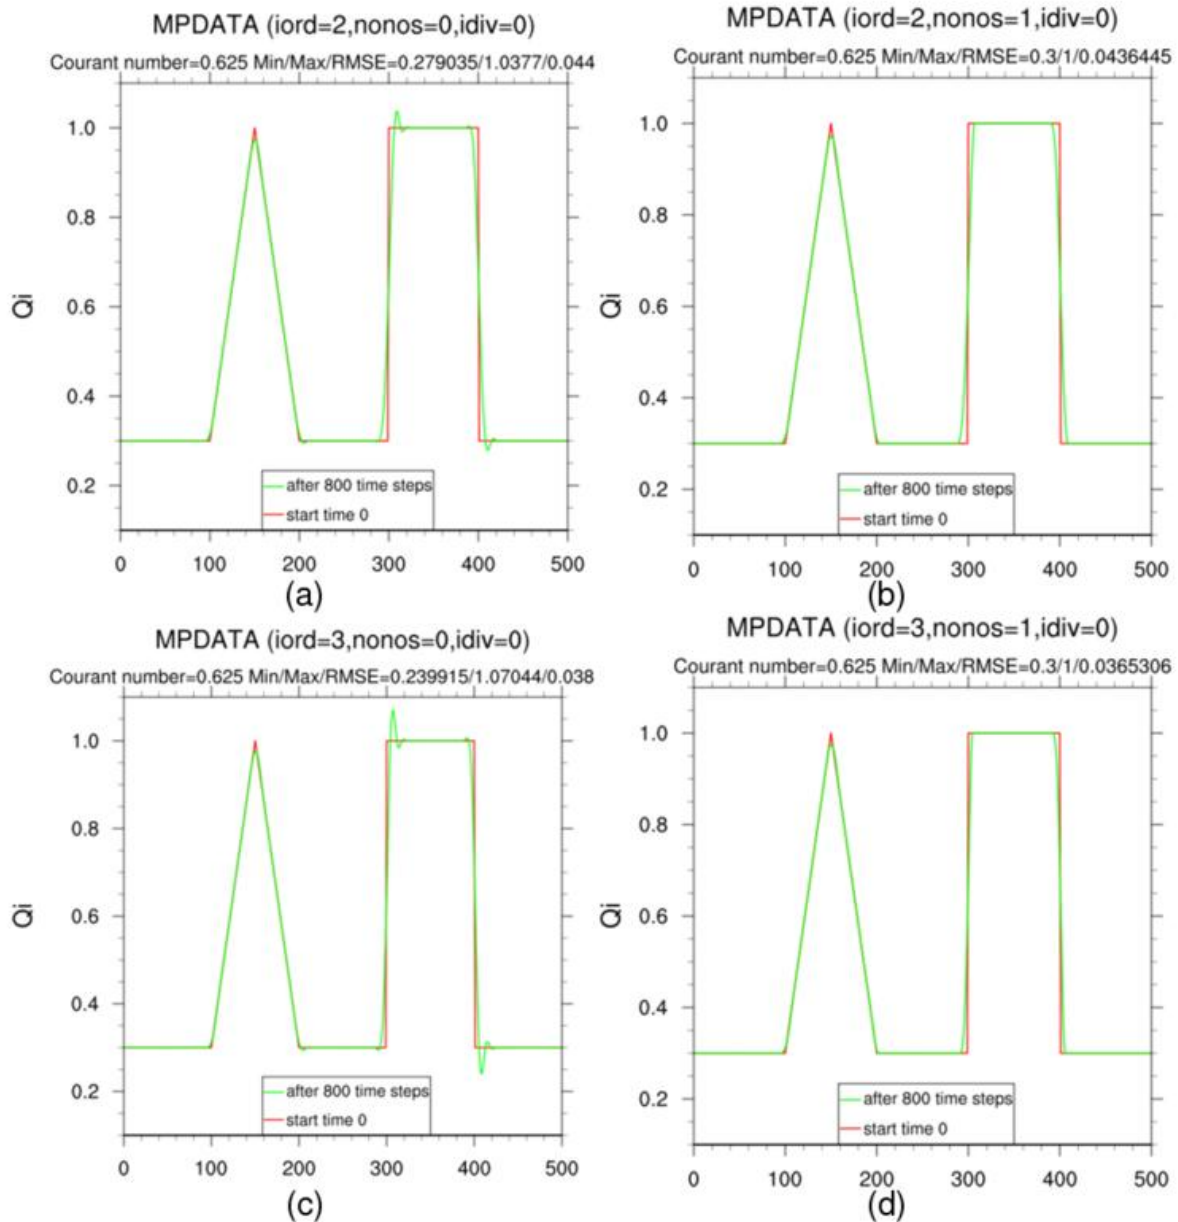 MPDATA (iord=2,nonos=0,idiv=0)
Courant number=0.625 Min/Max/RMSE=0.279035/1.0377/0.044
1.0
0.8
0.6
0.4
0.2
Qi
after 800 time steps
start time 0
0 100 200 300 400 500
(a)
MPDATA (iord=2,nonos=1,idiv=0)
Courant number=0.625 Min/Max/RMSE=0.3/1/0.0436445
1.0
0.8
0.6
0.4
0.2
Qi
after 800 time steps
start time 0
0 100 200 300 400 500
(b)
MPDATA (iord=3,nonos=0,idiv=0)
Courant number=0.625 Min/Max/RMSE=0.239915/1.07044/0.038
1.0
0.8
0.6
0.4
0.2
Qi
after 800 time steps
start time 0
0 100 200 300 400 500
(c)
MPDATA (iord=3,nonos=1,idiv=0)
Courant number=0.625 Min/Max/RMSE=0.3/1/0.0365306
1.0
0.8
0.6
0.4
0.2
Qi
after 800 time steps
start time 0
0 100 200 300 400 500
(d)